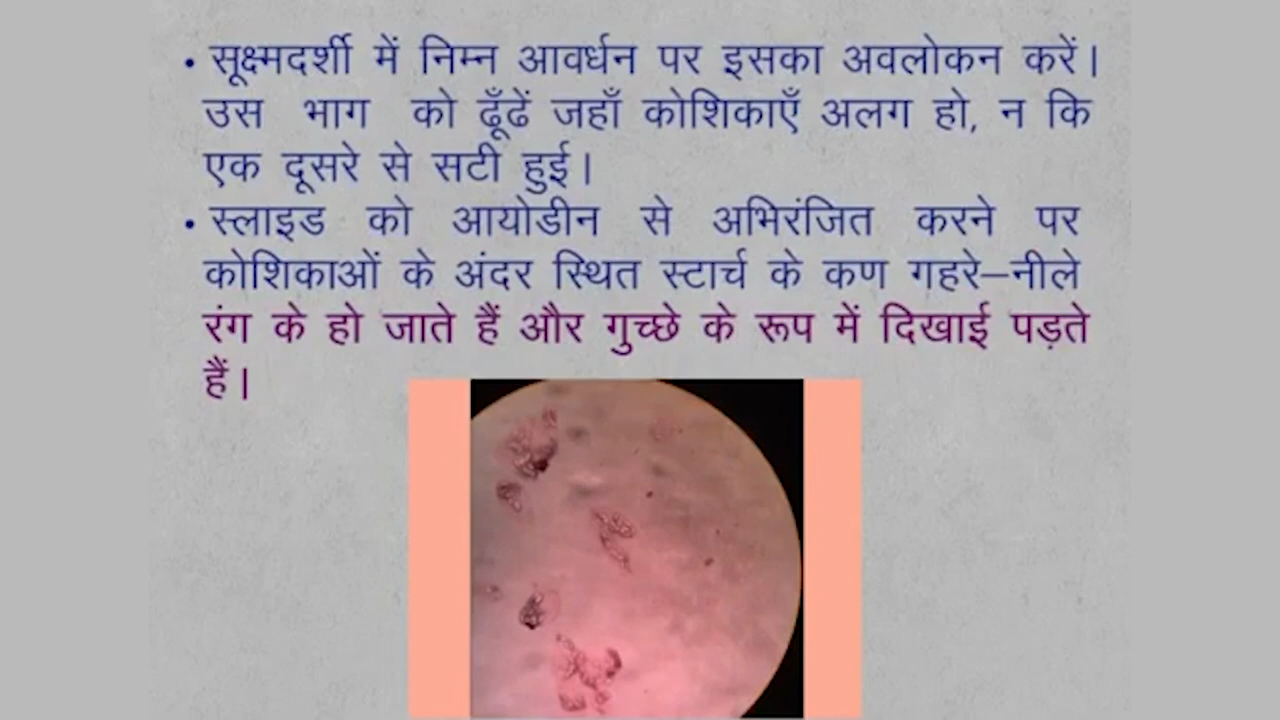 • सूक्ष्मदर्शी में निम्न आवर्धन पर इसका अवलोकन करें।
उस भाग को ढूँढें जहाँ कोशिकाएँ अलग हो, न कि
एक दूसरे से सटी हुई।
• स्लाइड को आयोडीन से अभिरंजित करने पर
कोशिकाओं के अंदर स्थित स्टार्च के कण गहरे–नीले
रंग के हो जाते हैं और गुच्छे के रूप में दिखाई पड़ते
हैं।